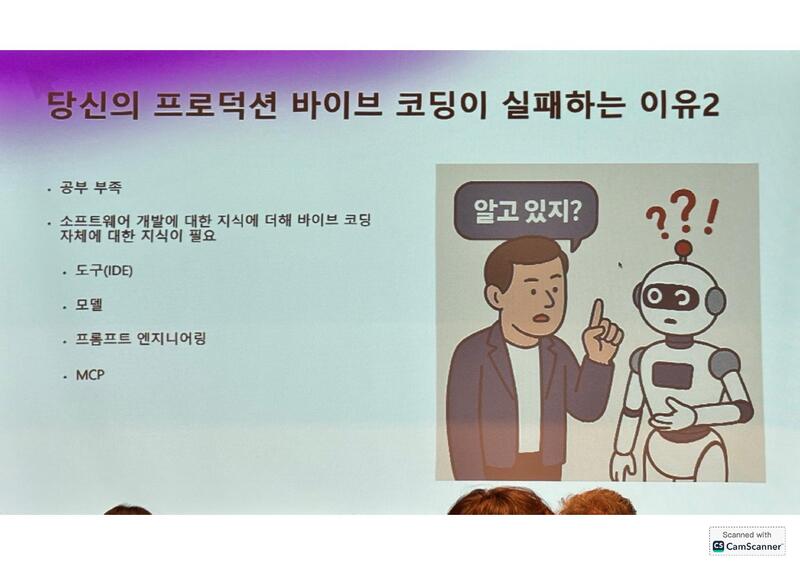 당신의 프로덕션 바이브 코딩이 실패하는 이유2
• 공부 부족
• 소프트웨어 개발에 대한 지식에 더해 바이브 코딩
자체에 대한 지식이 필요
• 도구(IDE)
• 모델
• 프롬프트 엔지니어링
• MCP
알고 있지?
??!
Scanned with
CS CamScanner